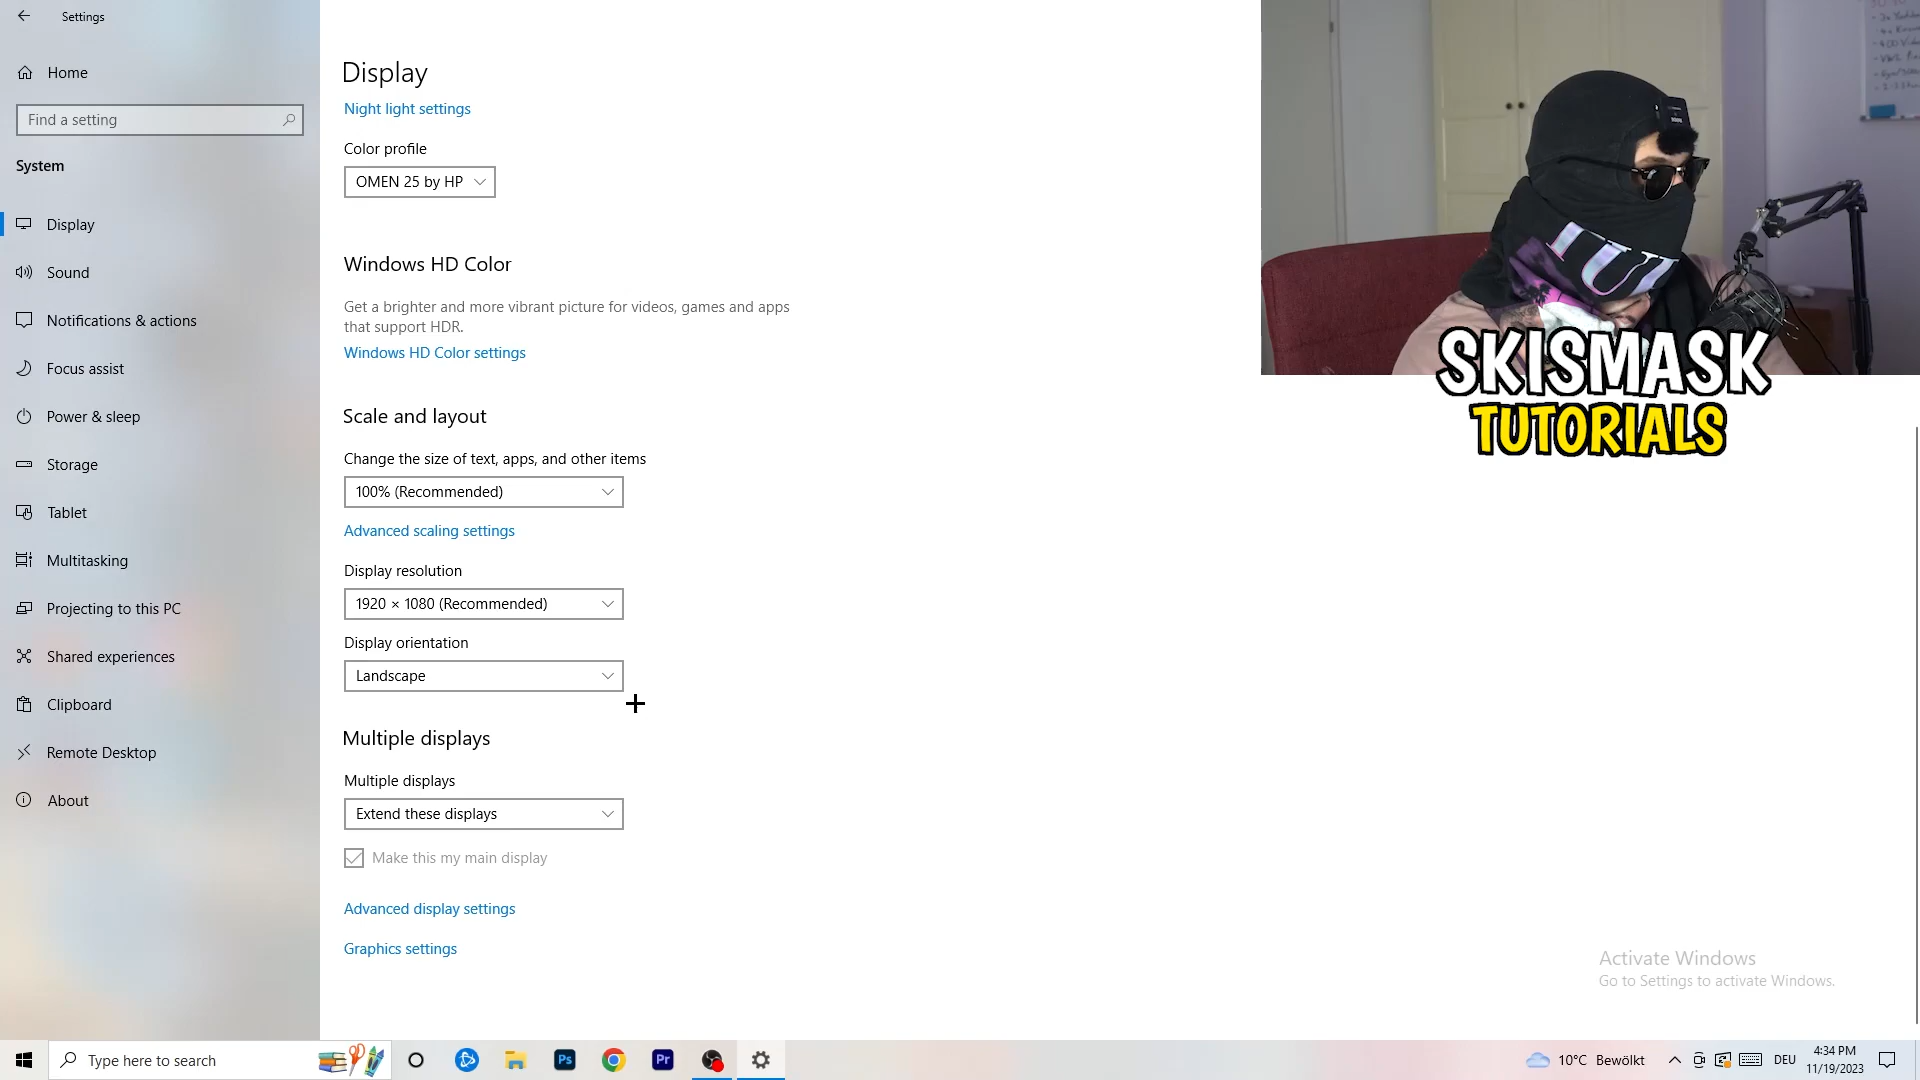 Settings
Home
Find a setting
System
Display
Sound
Notifications & actions
Focus assist
Power & sleep
Storage
Tablet
Multitasking
Projecting to this PC
Shared experiences
Clipboard
Remote Desktop
About
Display
Night light settings
Color profile
OMEN 25 by HP
Windows HD Color
Get a brighter and more vibrant picture for videos, games and apps
that support HDR.
Windows HD Color settings
Scale and layout
Change the size of text, apps, and other items
100% (Recommended)
Advanced scaling settings
Display resolution
1920 × 1080 (Recommended)
Display orientation
Landscape
Multiple displays
Multiple displays
Extend these displays
Make this my main display
Advanced display settings
Graphics settings
SKISMASK
TUTORIALS
Activate Windows
Go to Settings to activate Windows.
Type here to search
Ps
Pr
10°C Bewölkt
DEU
4:34 PM
11/19/2023